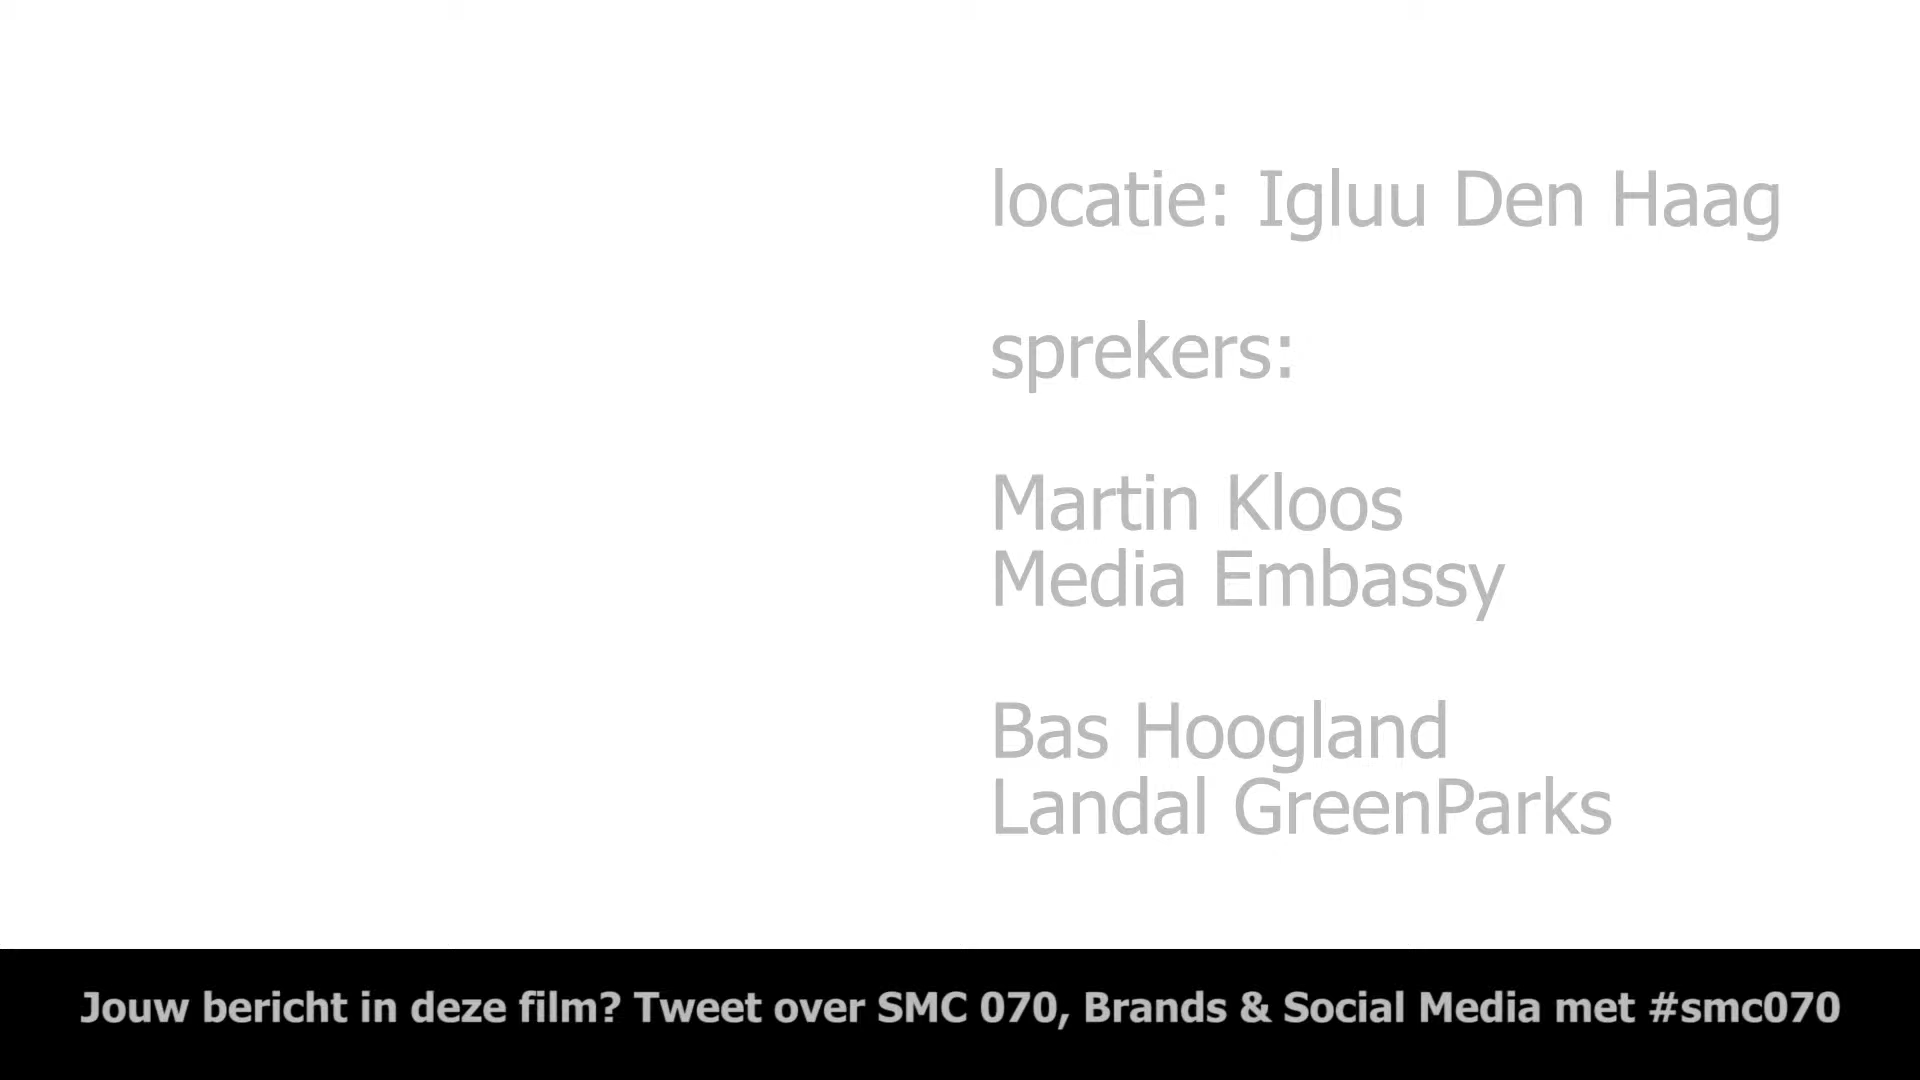 locatie: Igluu Den Haag
sprekers:
Martin Kloos
Media Embassy
Bas Hoogland
Landal GreenParks
Jouw bericht in deze film? Tweet over SMC 070, Brands & Social Media met #smc070